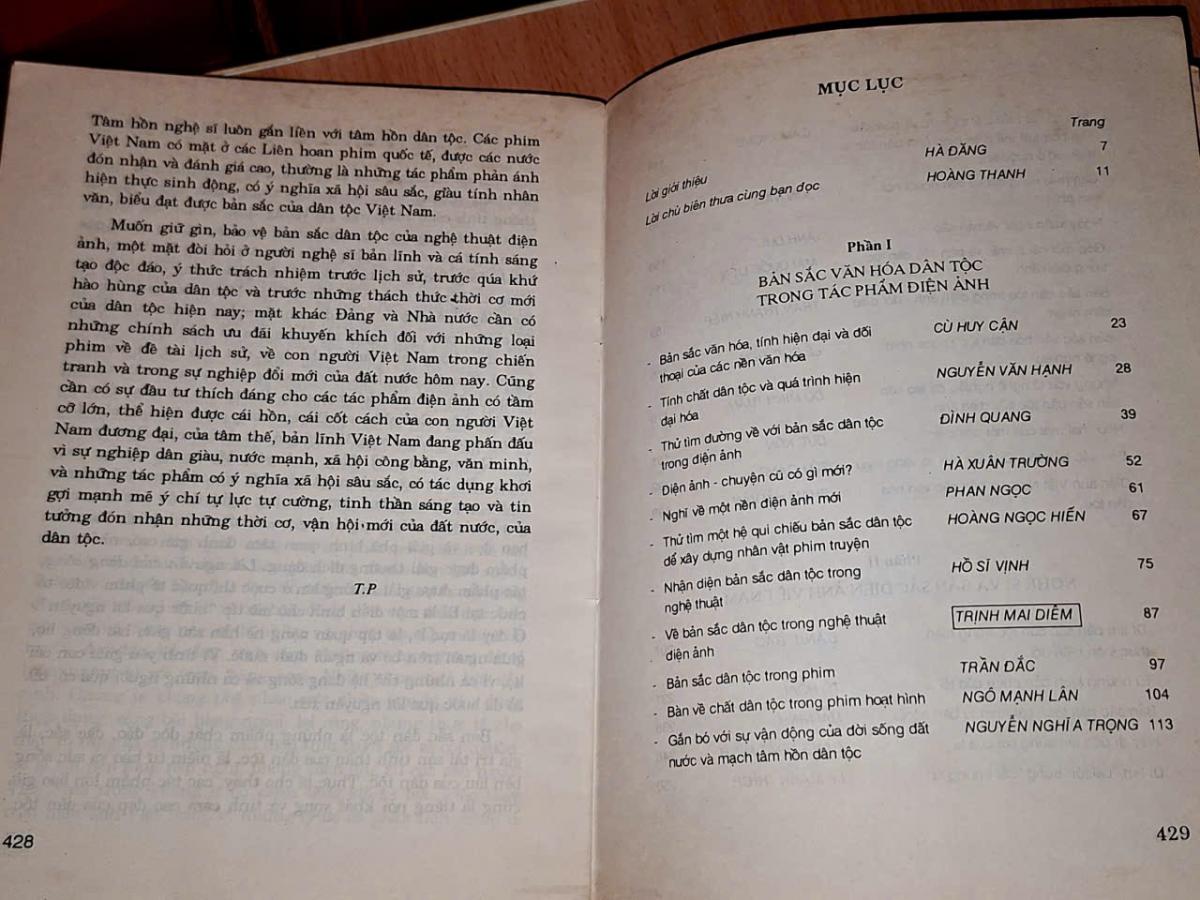 Tâm hồn nghệ sĩ luôn gắn liền với tâm hồn dân tộc. Các phim
Việt Nam có mặt ở các Liên hoan phim quốc tế, được các nước
đón nhận và đánh giá cao, thường là những tác phẩm phản ánh
hiện thực sinh động, có ý nghĩa xã hội sâu sắc, giàu tính nhân
văn, biểu đạt được bản sắc của dân tộc Việt Nam.
Muốn giữ gìn, bảo vệ bản sắc dân tộc của nghệ thuật điện
ảnh, một mặt đòi hỏi ở người nghệ sĩ bản lĩnh và cá tính sáng
tạo độc đáo, ý thức trách nhiệm trước lịch sử, trước qúa khứ
hào hùng của dân tộc và trước những thách thức thời cơ mới
của dân tộc hiện nay; mặt khác Đảng và Nhà nước cần có
những chính sách ưu đãi khuyến khích đối với những loại
phim về đề tài lịch sử, về con người Việt Nam trong chiến
tranh và trong sự nghiệp đổi mới của đất nước hôm nay. Cũng
cần có sự đầu tư thích đáng cho các tác phẩm điện ảnh có tầm
cỡ lớn, thể hiện được cái hồn, cái cốt cách của con người Việt
Nam đương đại, của tâm thế, bản lĩnh Việt Nam đang phấn đấu
vì sự nghiệp dân giàu, nước mạnh, xã hội công bằng, văn minh,
và những tác phẩm có ý nghĩa xã hội sâu sắc, có tác dụng khơi
gợi mạnh mẽ ý chí tự lực tự cường, tinh thần sáng tạo và tin
tưởng đón nhận những thời cơ, vận hội mới của đất nước, của
dân tộc.
T.P
428
MỤC LỤC
Trang
Lời giới thiệu HÀ ĐĂNG 7
Lời chủ biên thưa cùng bạn đọc HOÀNG THANH 11
Phần I
BẢN SẮC VĂN HÓA DÂN TỘC
TRONG TÁC PHẨM ĐIỆN ẢNH
- Bản sắc văn hóa, tính hiện đại và đối CÙ HUY CẬN 23
thoại của các nền văn hóa
- Tính chất dân tộc và quá trình hiện NGUYỄN VĂN HẠNH 28
đại hóa
- Thử tìm đường về với bản sắc dân tộc ĐÌNH QUANG 39
trong điện ảnh
- Điện ảnh - chuyện cũ có gì mới? HÀ XUÂN TRƯỜNG 52
- Nghĩ về một nền điện ảnh mới PHAN NGỌC 61
- Thử tìm một hệ qui chiếu bản sắc dân tộc HOÀNG NGỌC HIẾN 67
để xây dựng nhân vật phim truyện
- Nhận diện bản sắc dân tộc trong HỒ SĨ VỊNH 75
nghệ thuật
- Về bản sắc dân tộc trong nghệ thuật TRỊNH MAI DIÊM 87
điện ảnh
- Bản sắc dân tộc trong phim TRẦN ĐẮC 97
- Bàn về chất dân tộc trong phim hoạt hình NGÔ MẠNH LÂN 104
- Gắn bó với sự vận động của đời sống đất NGUYỄN NGHĨA TRỌNG 113
nước và mạch tâm hồn dân tộc
429